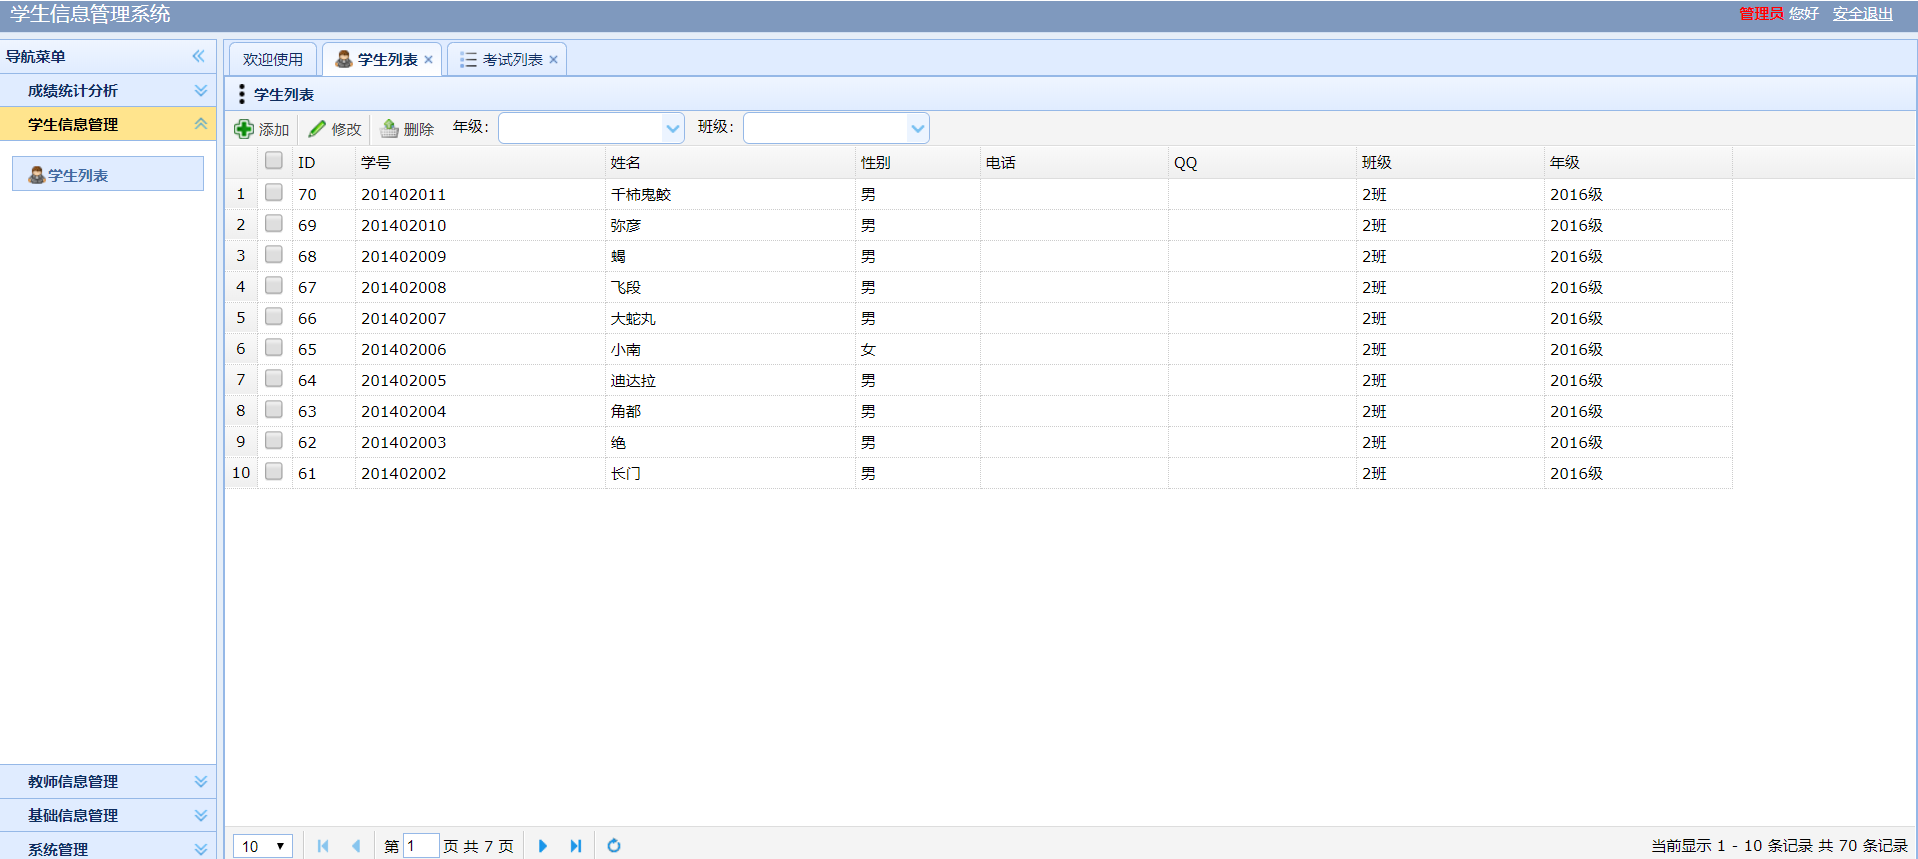 学生信息管理系统
管理员 您好 安全退出
导航菜单
成绩统计分析
学生信息管理
学生列表
教师信息管理
基础信息管理
系统管理
欢迎使用 学生列表 考试列表
学生列表
添加 修改 删除 年级： 班级：
ID 学号 姓名 性别 电话 QQ 班级 年级
1 70 201402011 千柿鬼鲛 男 2班 2016级
2 69 201402010 弥彦 男 2班 2016级
3 68 201402009 蝎 男 2班 2016级
4 67 201402008 飞段 男 2班 2016级
5 66 201402007 大蛇丸 男 2班 2016级
6 65 201402006 小南 女 2班 2016级
7 64 201402005 迪达拉 男 2班 2016级
8 63 201402004 角都 男 2班 2016级
9 62 201402003 绝 男 2班 2016级
10 61 201402002 长门 男 2班 2016级
10 第 1 页 共 7 页 当前显示 1 - 10 条记录 共 70 条记录